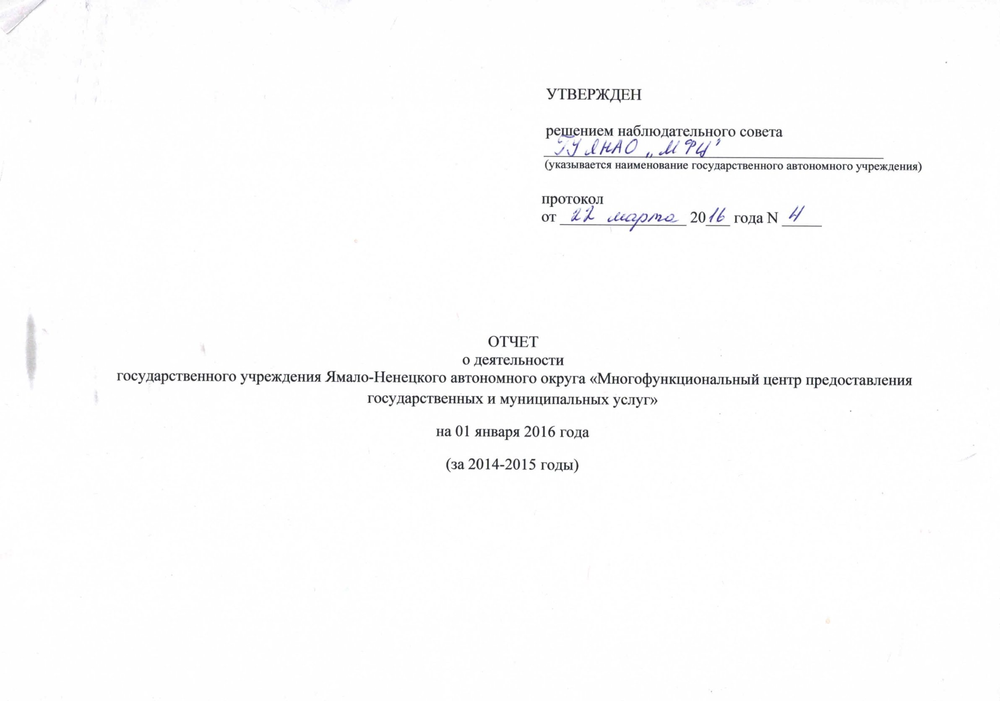 УТВЕРЖДЕН
решением наблюдательного совета
ГУ ЯНАО „МФЦ"
(указывается наименование государственного автономного учреждения)
протокол
от 22 марта 2016 года N 4
ОТЧЕТ
о деятельности
государственного учреждения Ямало-Ненецкого автономного округа «Многофункциональный центр предоставления
государственных и муниципальных услуг»
на 01 января 2016 года
(за 2014-2015 годы)